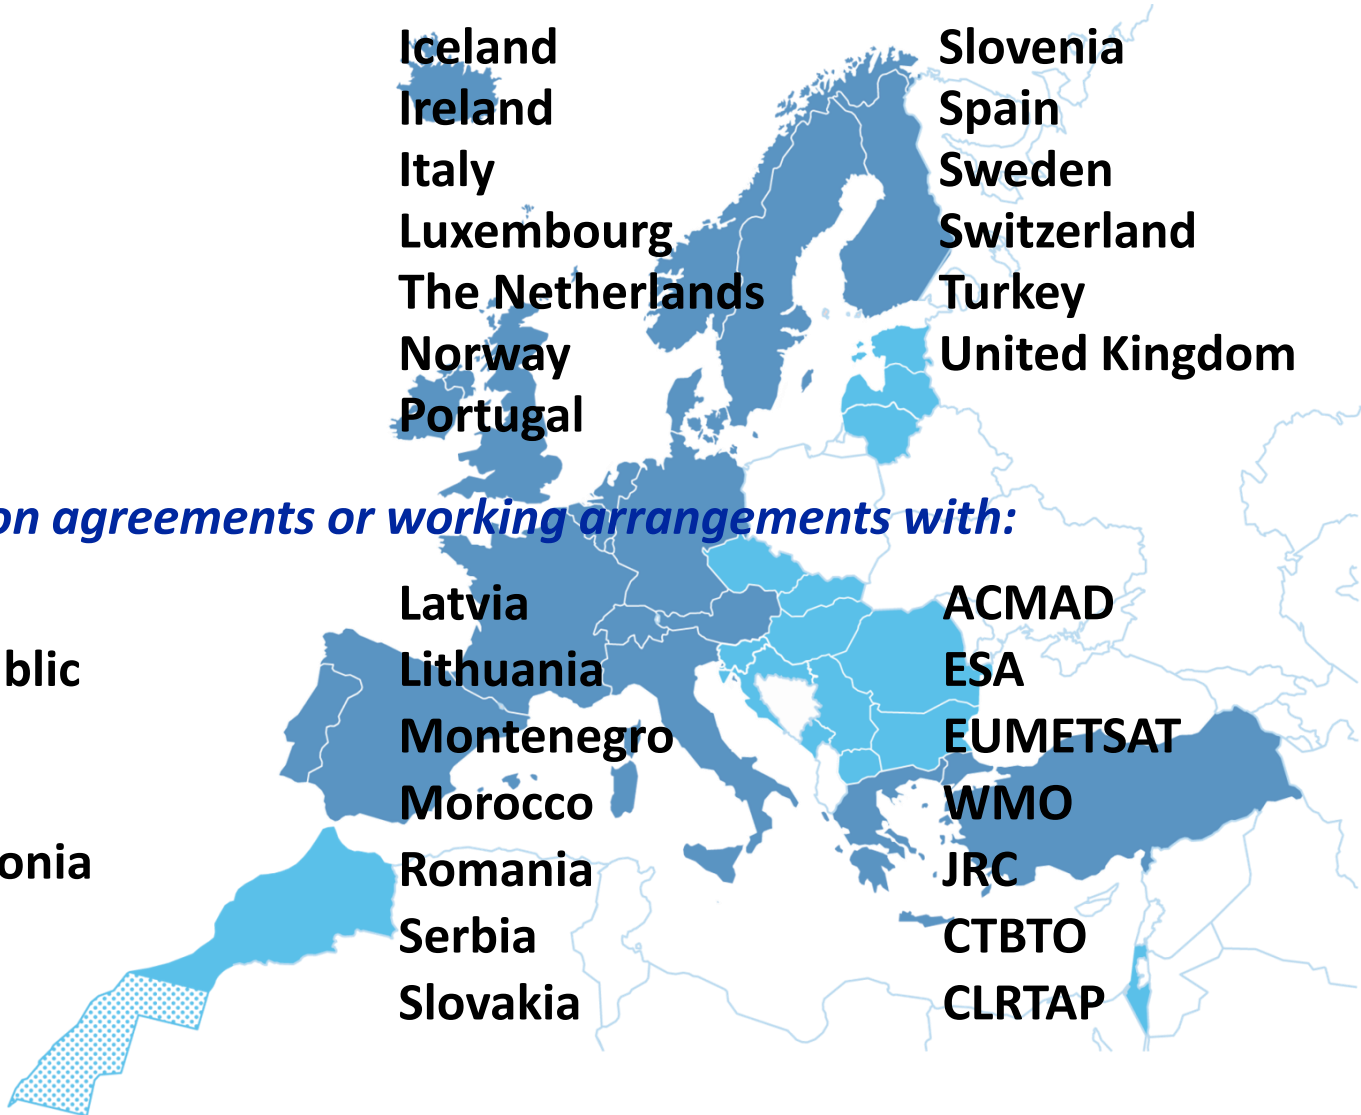 Iceland
Ireland
Italy
Luxembourg
The Netherlands
Norway
Portugal
Slovenia
Spain
Sweden
Switzerland
Turkey
United Kingdom
on agreements or working arrangements with:
blic
onia
Latvia
Lithuania
Montenegro
Morocco
Romania
Serbia
Slovakia
ACMAD
ESA
EUMETSAT
WMO
JRC
CTBTO
CLRTAP